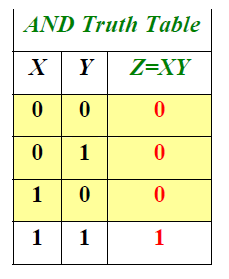 AND Truth Table
X Y Z=XY
0 0 0
0 1 0
1 0 0
1 1 1